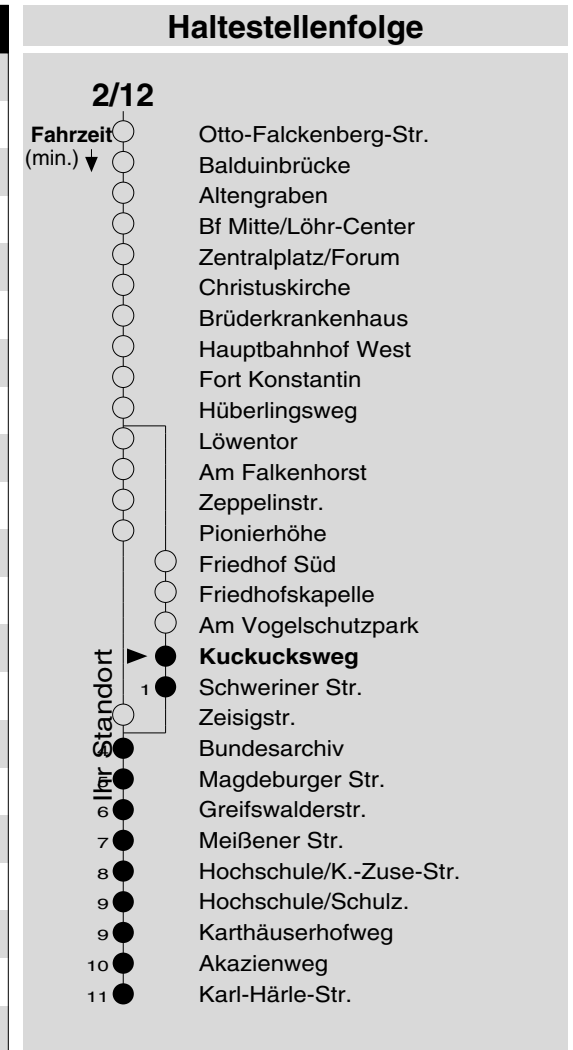 Haltestellenfolge
2/12
Fahrzeit
(min.)
Otto-Falckenberg-Str.
Balduinbrücke
Altengraben
Bf Mitte/Löhr-Center
Zentralplatz/Forum
Christuskirche
Brüderkrankenhaus
Hauptbahnhof West
Fort Konstantin
Hüberlingsweg
Löwentor
Am Falkenhorst
Zeppelinstr.
Pionierhöhe
Friedhof Süd
Friedhofskapelle
Am Vogelschutzpark
Ihr Standort
Kuckucksweg
1 Schweriner Str.
Zeisigstr.
4 Bundesarchiv
Magdeburger Str.
6 Greifswalderstr.
7 Meißener Str.
8 Hochschule/K.-Zuse-Str.
9 Hochschule/Schulz.
9 Karthäuserhofweg
10 Akazienweg
11 Karl-Härle-Str.